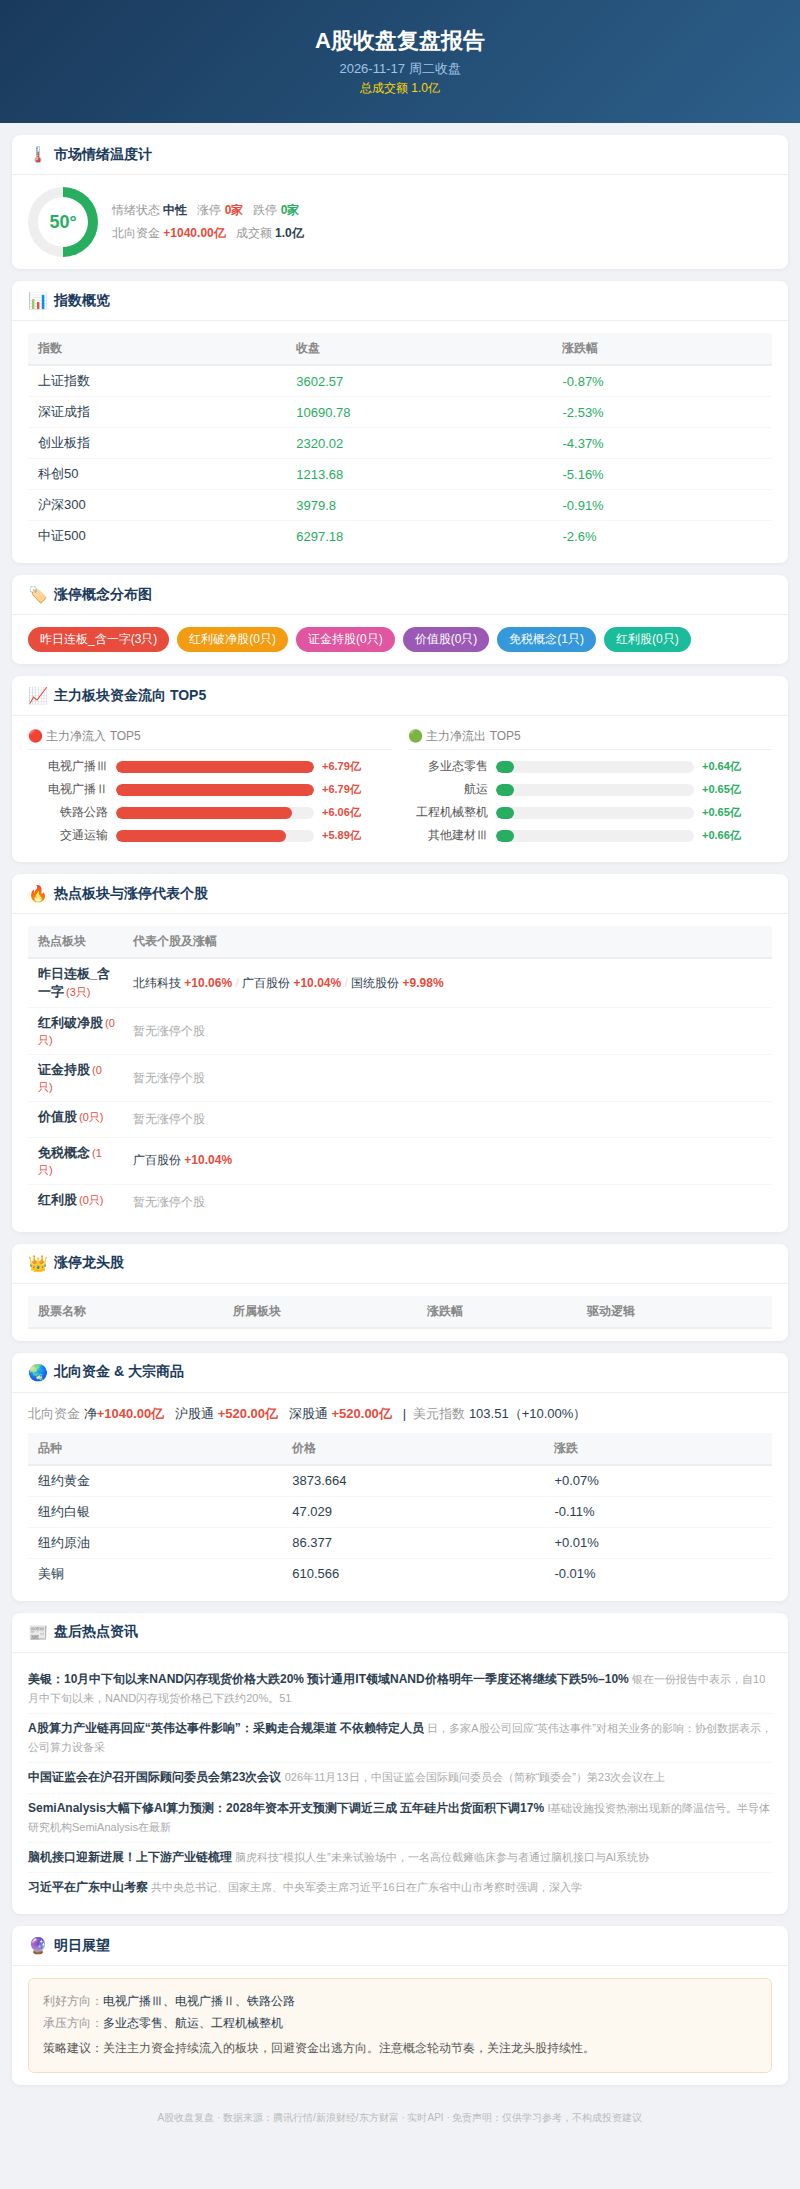 A股收盘复盘报告
2026-11-17 周二收盘
总成交额 1.0亿
🌡️ 市场情绪温度计
50°
情绪状态 中性 涨停 0家 跌停 0家
北向资金 +1040.00亿 成交额 1.0亿
📊 指数概览
指数 收盘 涨跌幅
上证指数 3602.57 -0.87%
深证成指 10690.78 -2.53%
创业板指 2320.02 -4.37%
科创50 1213.68 -5.16%
沪深300 3979.8 -0.91%
中证500 6297.18 -2.6%
🏷️ 涨停概念分布图
昨日连板_含一字(3只) 红利破净股(0只) 证金持股(0只) 价值股(0只) 免税概念(1只) 红利股(0只)
📈 主力板块资金流向 TOP5
🔴 主力净流入 TOP5
电视广播Ⅲ +6.79亿
电视广播Ⅱ +6.79亿
铁路公路 +6.06亿
交通运输 +5.89亿
🟢 主力净流出 TOP5
多业态零售 +0.64亿
航运 +0.65亿
工程机械整机 +0.65亿
其他建材Ⅲ +0.66亿
🔥 热点板块与涨停代表个股
热点板块 代表个股及涨幅
昨日连板_含
一字 (3只)
北纬科技 +10.06% / 广百股份 +10.04% / 国统股份 +9.98%
红利破净股 (0
只)
暂无涨停个股
证金持股 (0
只)
暂无涨停个股
价值股 (0只) 暂无涨停个股
免税概念 (1
只)
广百股份 +10.04%
红利股 (0只) 暂无涨停个股
👑 涨停龙头股
股票名称 所属板块 涨跌幅 驱动逻辑
🌏 北向资金 & 大宗商品
北向资金 净+1040.00亿 沪股通 +520.00亿 深股通 +520.00亿 | 美元指数 103.51（+10.00%）
品种 价格 涨跌
纽约黄金 3873.664 +0.07%
纽约白银 47.029 -0.11%
纽约原油 86.377 +0.01%
美铜 610.566 -0.01%
📰 盘后热点资讯
美银：10月中下旬以来NAND闪存现货价格大跌20% 预计通用IT领域NAND价格明年一季度还将继续下跌5%–10% 银在一份报告中表示，自10
月中下旬以来，NAND闪存现货价格已下跌约20%。51
A股算力产业链再回应“英伟达事件影响”：采购走合规渠道 不依赖特定人员 日，多家A股公司回应“英伟达事件”对相关业务的影响：协创数据表示，
公司算力设备采
中国证监会在沪召开国际顾问委员会第23次会议 026年11月13日，中国证监会国际顾问委员会（简称“顾委会”）第23次会议在上
SemiAnalysis大幅下修AI算力预测：2028年资本开支预测下调近三成 五年硅片出货面积下调17% I基础设施投资热潮出现新的降温信号。半导体
研究机构SemiAnalysis在最新
脑机接口迎新进展！上下游产业链梳理 脑虎科技“模拟人生”未来试验场中，一名高位截瘫临床参与者通过脑机接口与AI系统协
习近平在广东中山考察 共中央总书记、国家主席、中央军委主席习近平16日在广东省中山市考察时强调，深入学
🔮 明日展望
利好方向：电视广播Ⅲ、电视广播Ⅱ、铁路公路
承压方向：多业态零售、航运、工程机械整机
策略建议：关注主力资金持续流入的板块，回避资金出逃方向。注意概念轮动节奏，关注龙头股持续性。
A股收盘复盘 · 数据来源：腾讯行情/新浪财经/东方财富 · 实时API · 免责声明：仅供学习参考，不构成投资建议